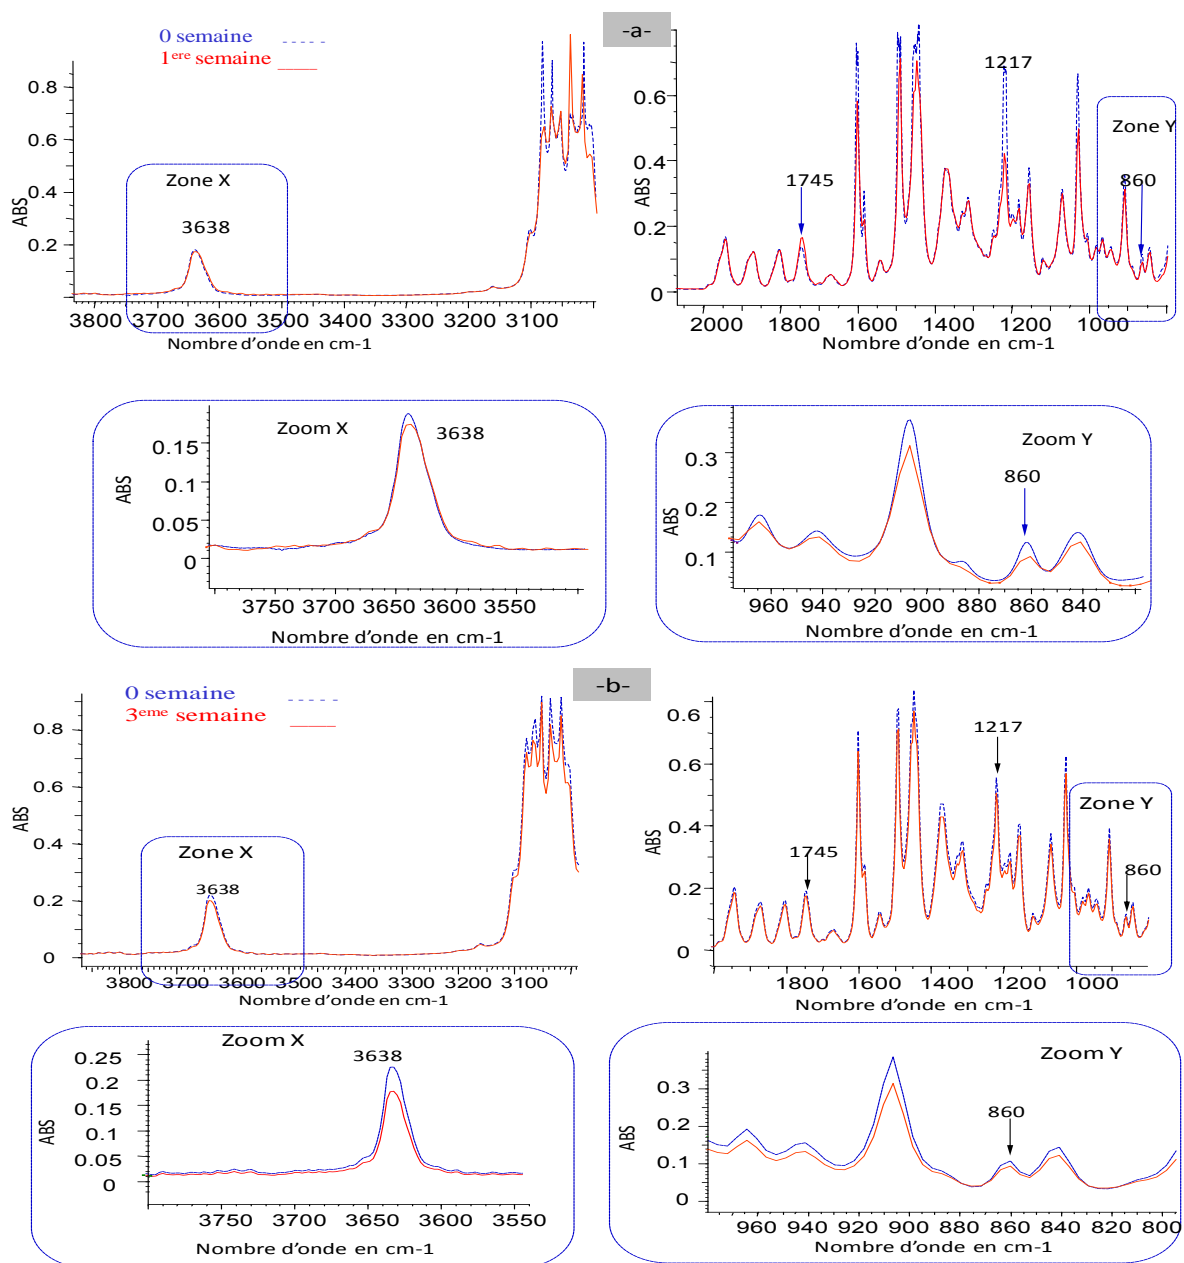 -a-
0 semaine
1ere semaine
ABS
0.8
0.6
0.4
0.2
0
Zone X
3638
3800 3700 3600 3500 3400 3300 3200 3100
Nombre d'onde en cm-1
ABS
0.6
0.4
0.2
0
1745
1217
Zone Y
860
2000 1800 1600 1400 1200 1000
Nombre d'onde en cm-1
Zoom X
3638
ABS
0.15
0.1
0.05
0
3750 3700 3650 3600 3550
Nombre d'onde en cm-1
Zoom Y
860
ABS
0.3
0.2
0.1
960 940 920 900 880 860 840
Nombre d'onde en cm-1
-b-
0 semaine
3eme semaine
ABS
0.8
0.6
0.4
0.2
0
Zone X
3638
3800 3700 3600 3500 3400 3300 3200 3100
Nombre d'onde en cm-1
ABS
0.6
0.4
0.2
0
1745
1217
Zone Y
860
1800 1600 1400 1200 1000
Nombre d'onde en cm-1
Zoom X
3638
ABS
0.25
0.2
0.15
0.1
0.05
0
3750 3700 3650 3600 3550
Nombre d'onde en cm-1
Zoom Y
860
ABS
0.3
0.2
0.1
0
960 940 920 900 880 860 840 820 800
Nombre d'onde en cm-1